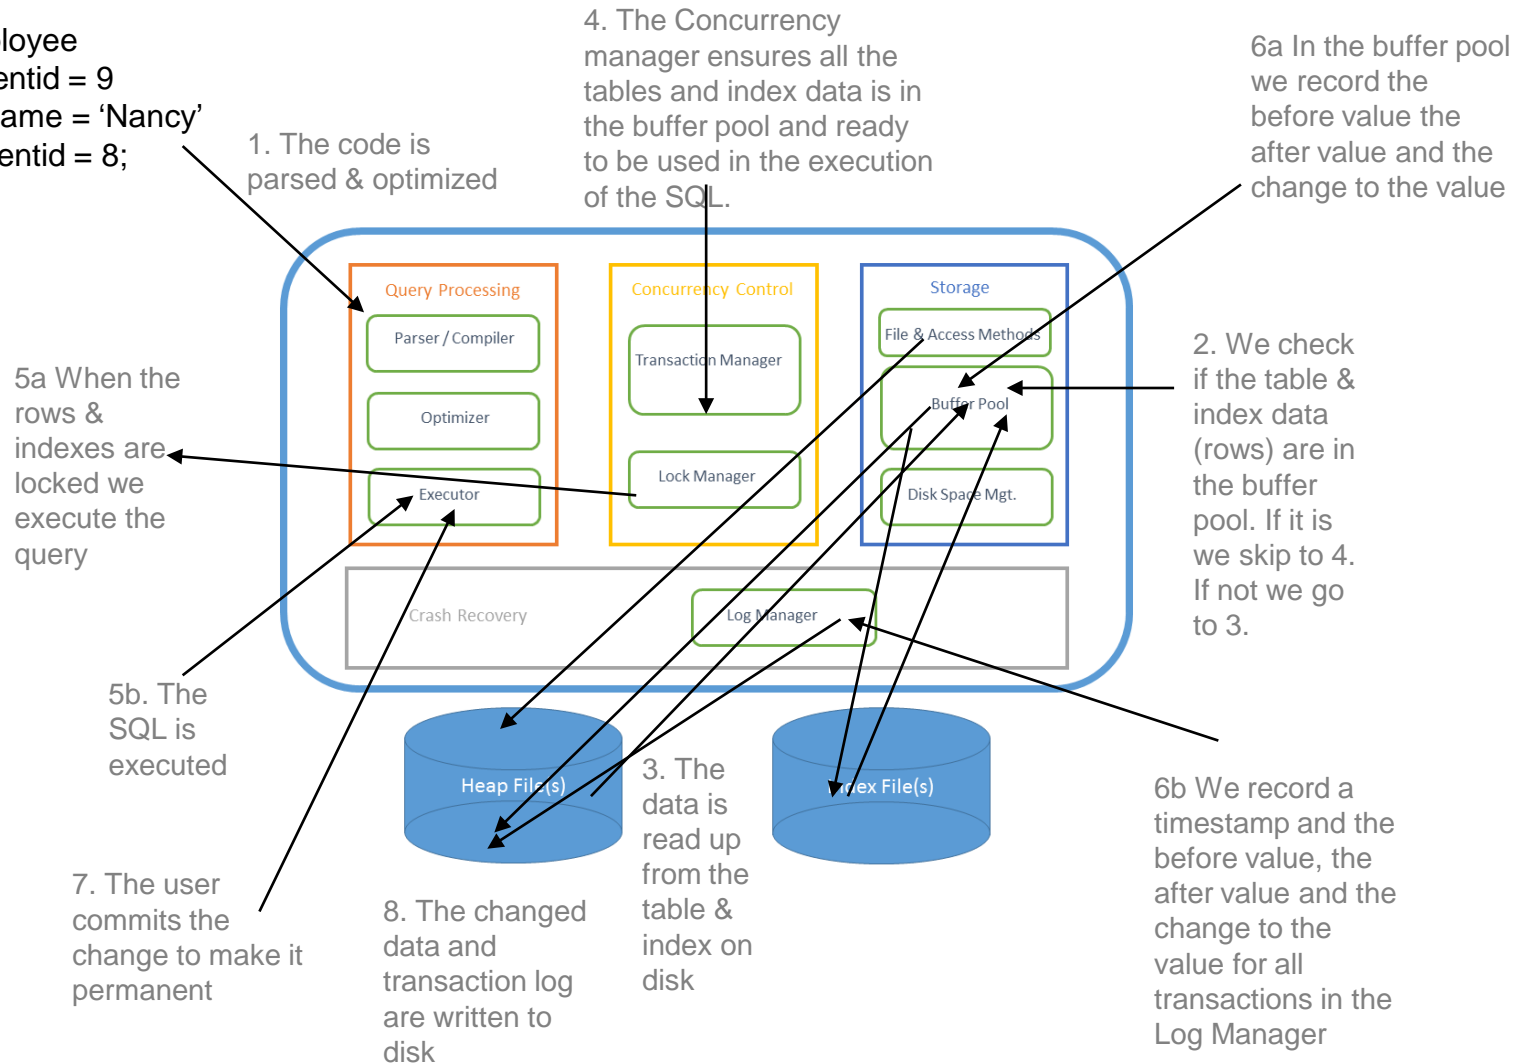 ployee
entid = 9
ame = ‘Nancy’
entid = 8;
1. The code is
parsed & optimized
4. The Concurrency
manager ensures all the
tables and index data is in
the buffer pool and ready
to be used in the execution
of the SQL.
6a In the buffer pool
we record the
before value the
after value and the
change to the value
Query Processing
Parser / Compiler
Optimizer
Executor
Concurrency Control
Transaction Manager
Lock Manager
Storage
File & Access Methods
Buffer Pool
Disk Space Mgt.
2. We check
if the table &
index data
(rows) are in
the buffer
pool. If it is
we skip to 4.
If not we go
to 3.
5a When the
rows &
indexes are
locked we
execute the
query
Crash Recovery
Log Manager
5b. The
SQL is
executed
Heap File(s)
3. The
data is
read up
from the
table &
index on
disk
Index File(s)
6b We record a
timestamp and the
before value, the
after value and the
change to the
value for all
transactions in the
Log Manager
7. The user
commits the
change to make it
permanent
8. The changed
data and
transaction log
are written to
disk